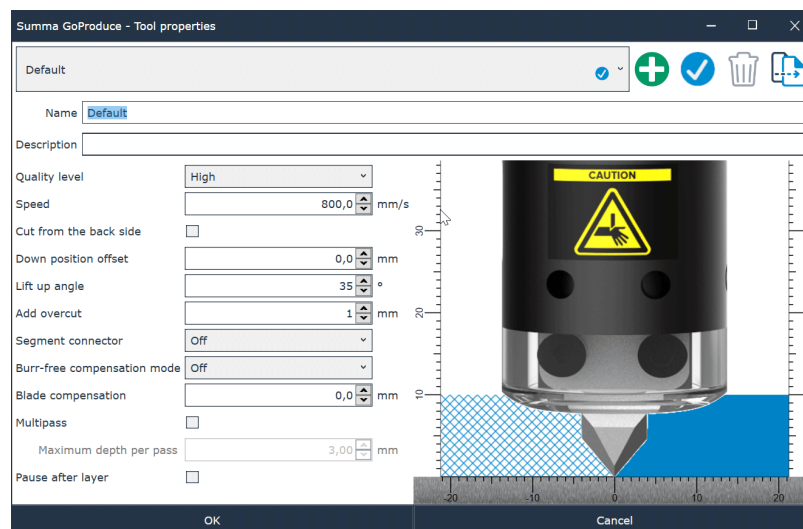 Summa GoProduce - Tool properties
Default
Name Default
Description
Quality level High
Speed 800,0 mm/s
Cut from the back side
Down position offset 0,0 mm
Lift up angle 35 °
Add overcut 1 mm
Segment connector Off
Burr-free compensation mode Off
Blade compensation 0,0 mm
Multipass
Maximum depth per pass 3,00 mm
Pause after layer
CAUTION
30
20
10
-20 -10 0 10 20
OK Cancel